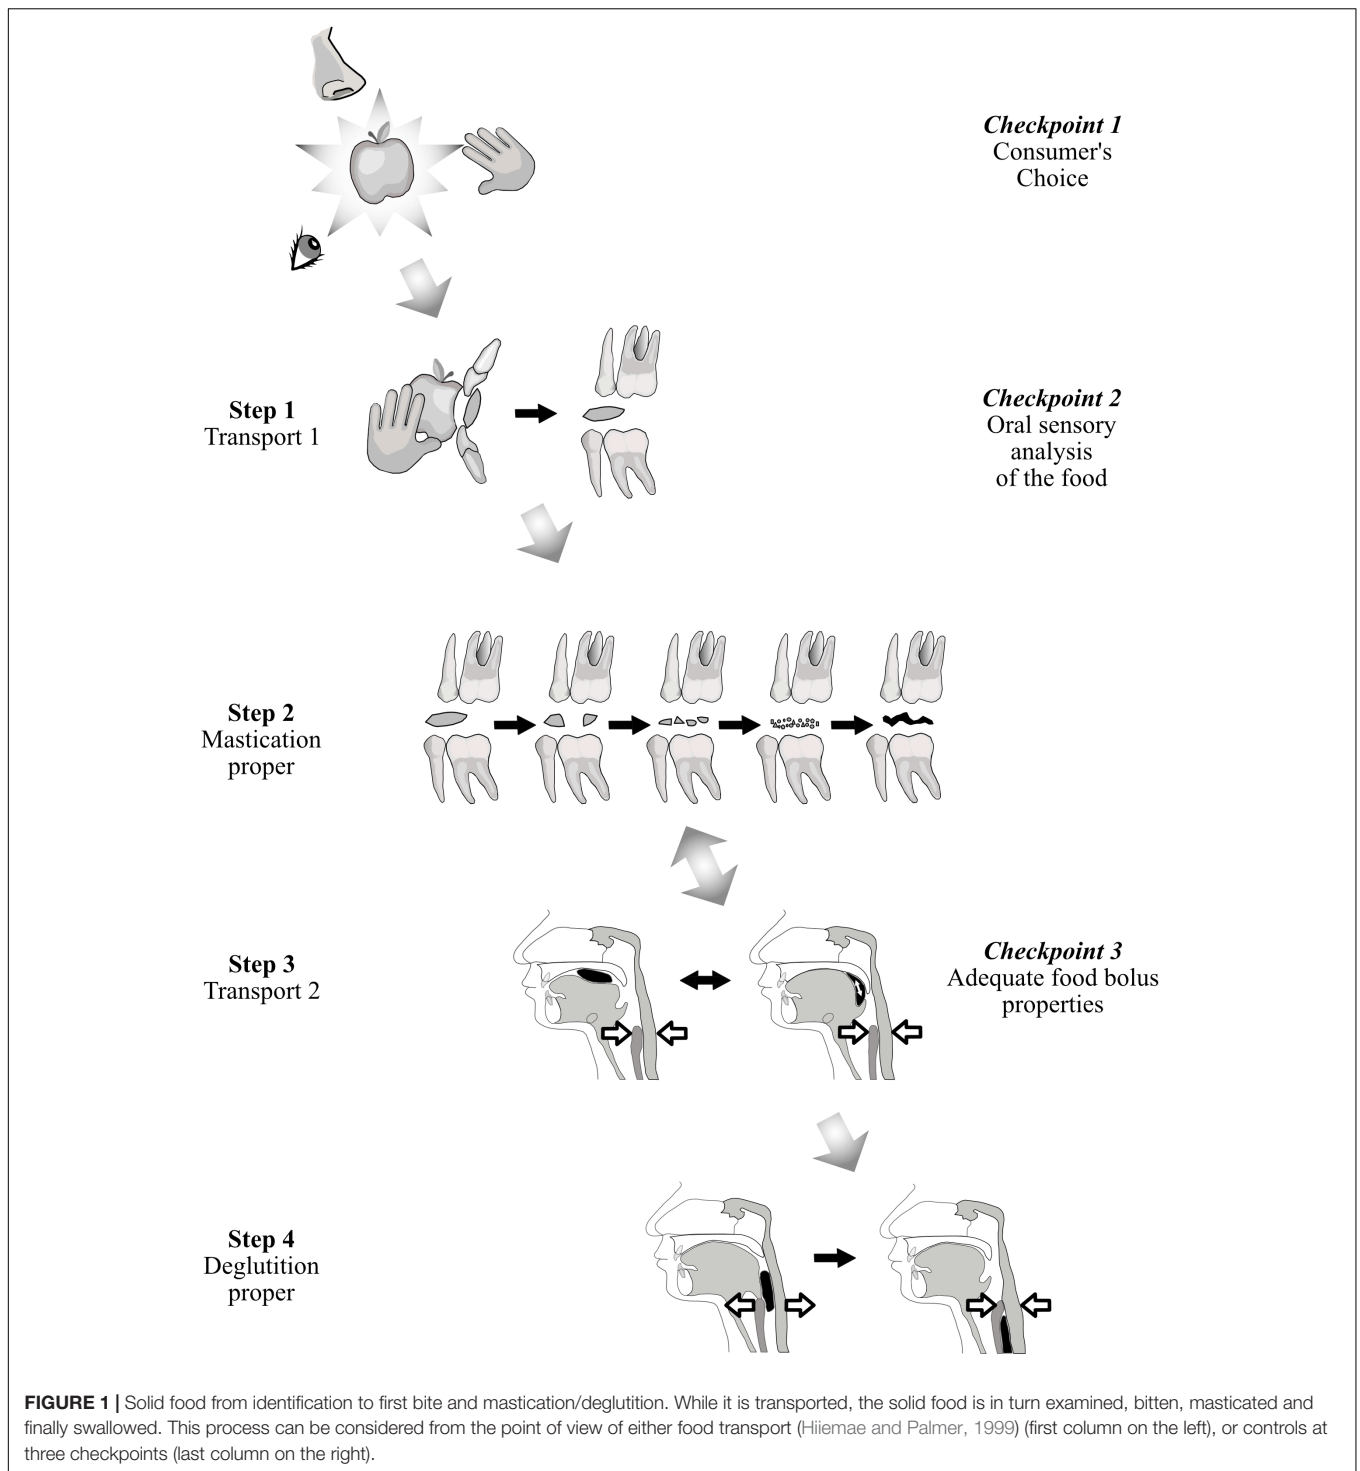 Checkpoint 1
Consumer's
Choice
Step 1
Transport 1
Checkpoint 2
Oral sensory
analysis
of the food
Step 2
Mastication
proper
Step 3
Transport 2
Checkpoint 3
Adequate food bolus
properties
Step 4
Deglutition
proper
FIGURE 1 | Solid food from identification to first bite and mastication/deglutition. While it is transported, the solid food is in turn examined, bitten, masticated and
finally swallowed. This process can be considered from the point of view of either food transport (Hiiemae and Palmer, 1999) (first column on the left), or controls at
three checkpoints (last column on the right).